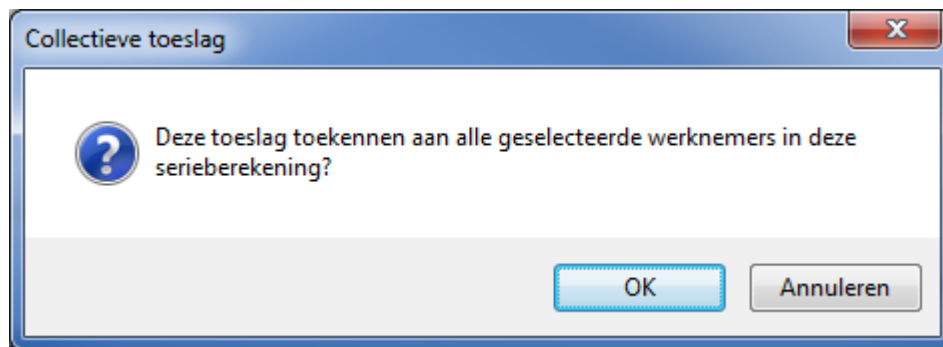 Collectieve toeslag
Deze toeslag toekennen aan alle geselecteerde werknemers in deze
serieberekening?
OK
Annuleren